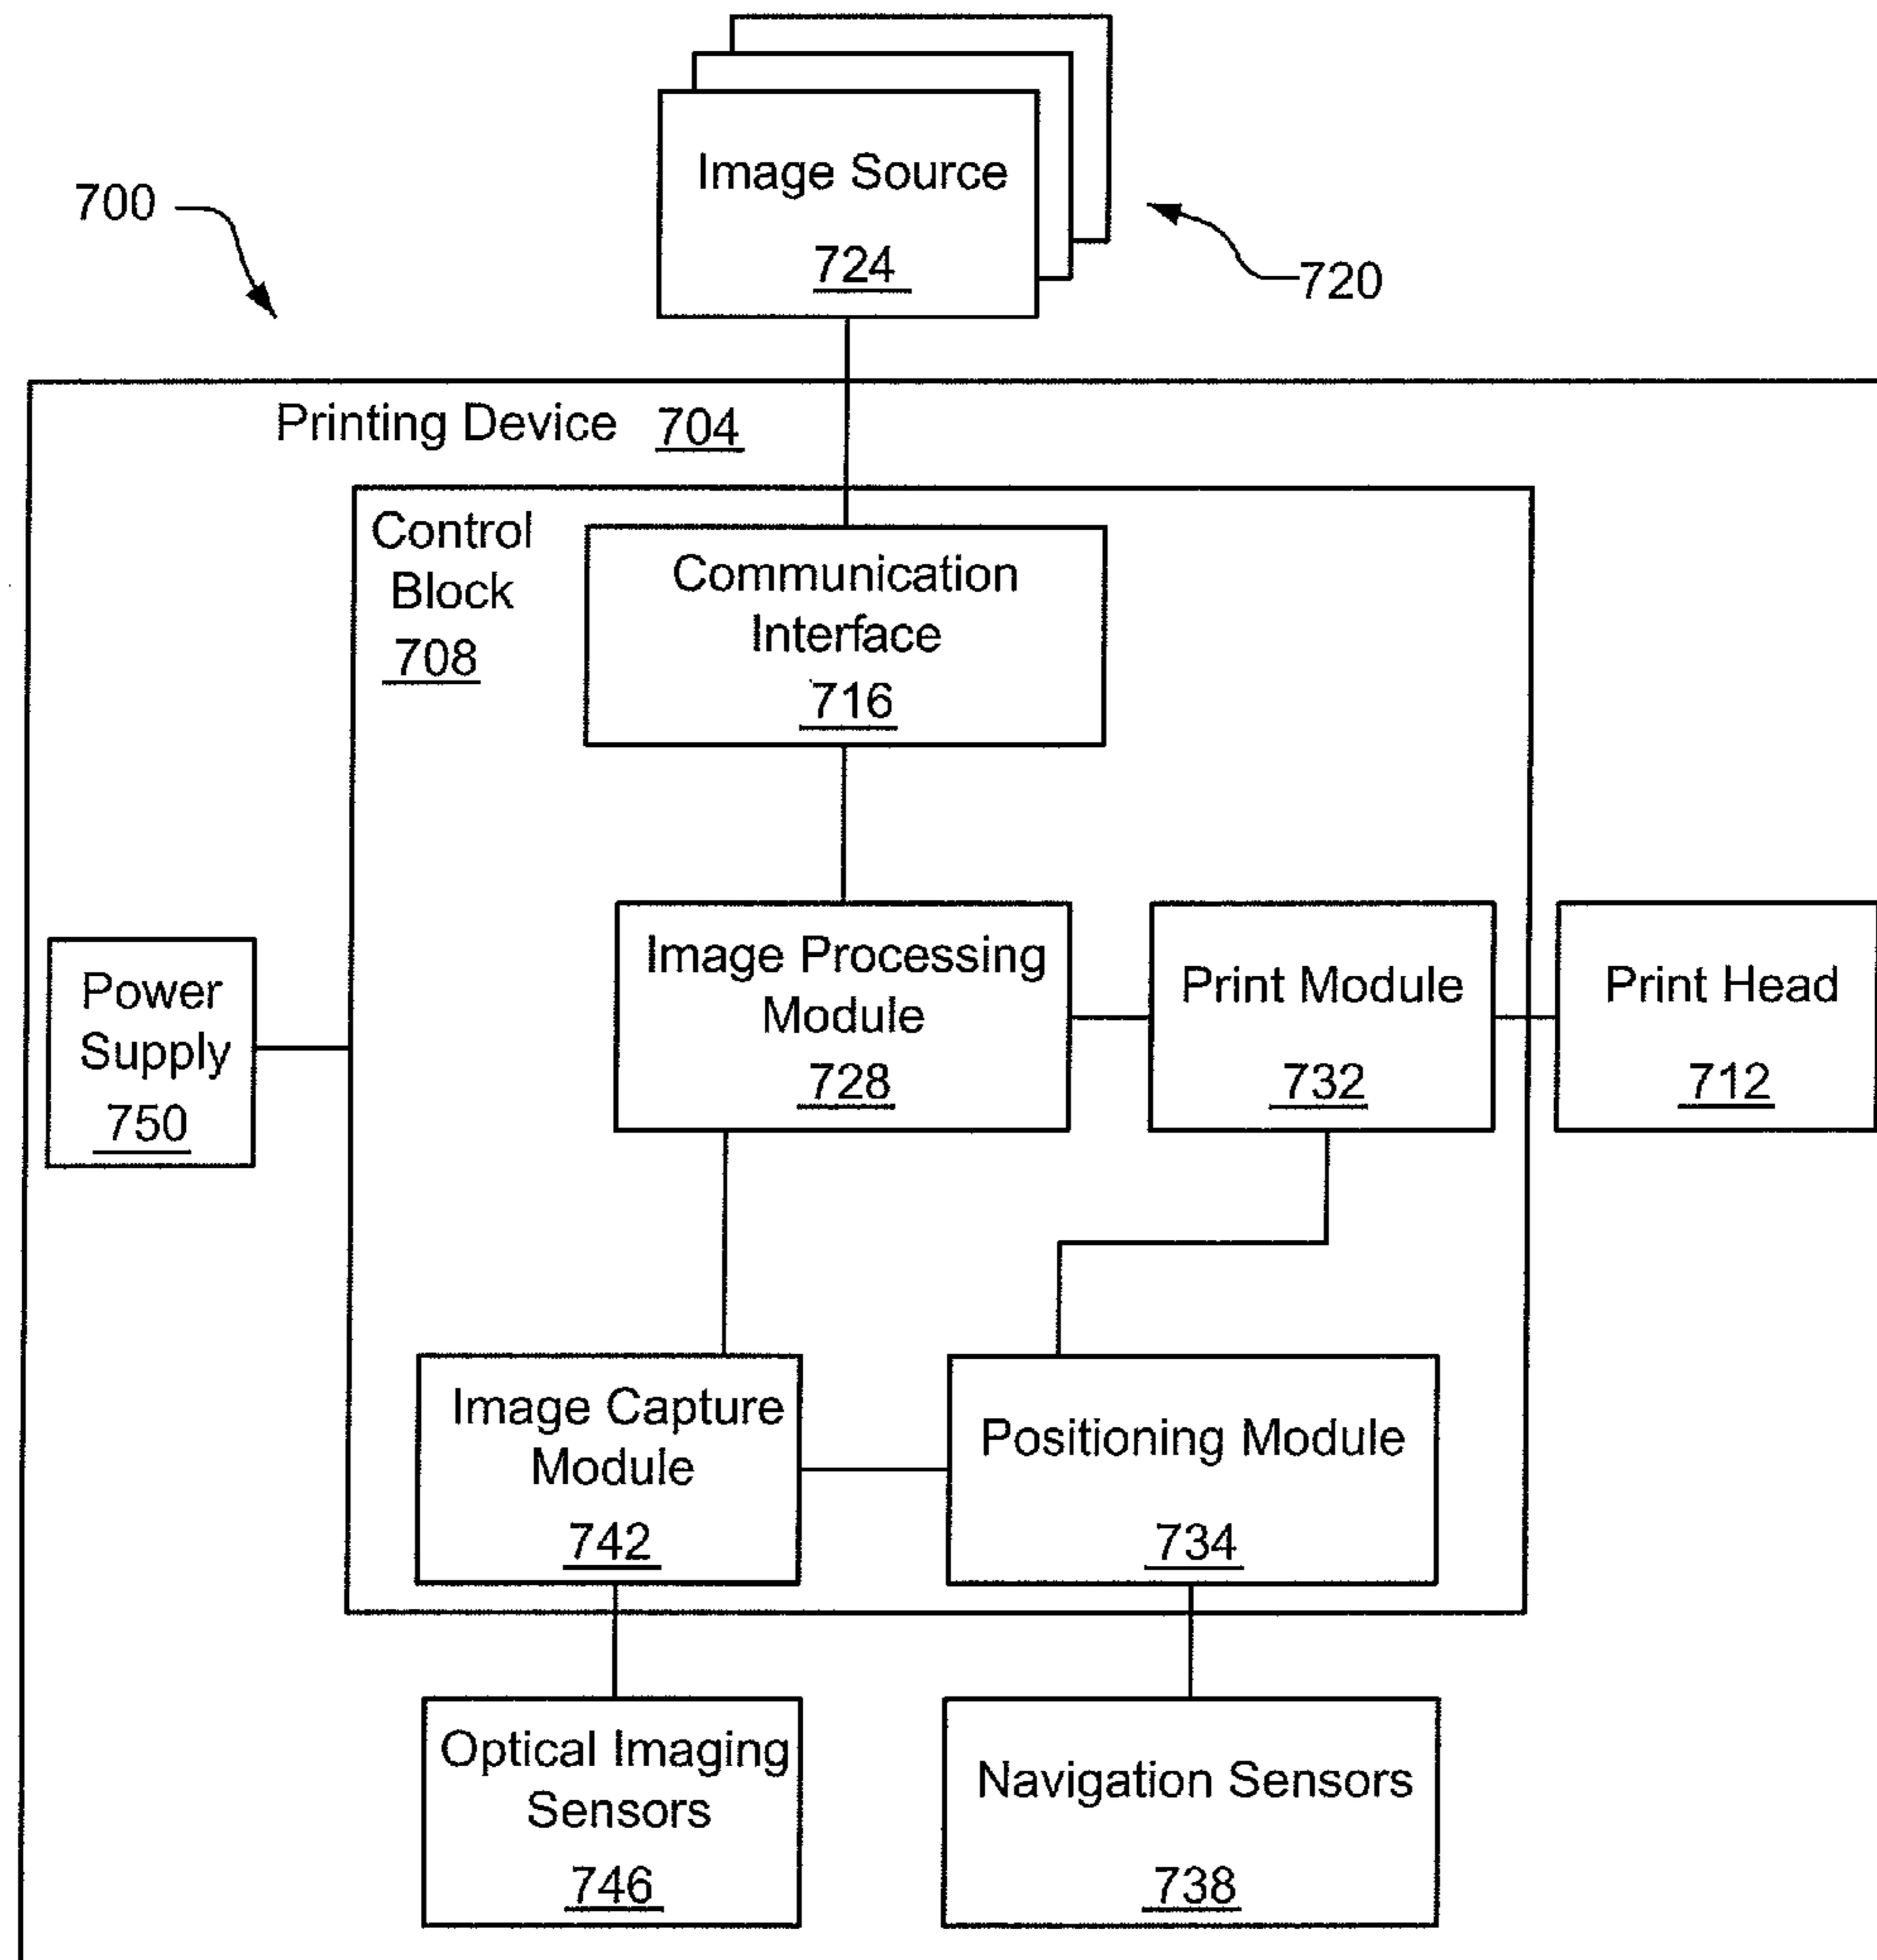 Image Source
724
700
720
Printing Device 704
Control
Block
708
Communication
Interface
716
Power
Supply
750
Image Processing
Module
728
Print Module
732
Print Head
712
Image Capture
Module
742
Positioning Module
734
Optical Imaging
Sensors
746
Navigation Sensors
738